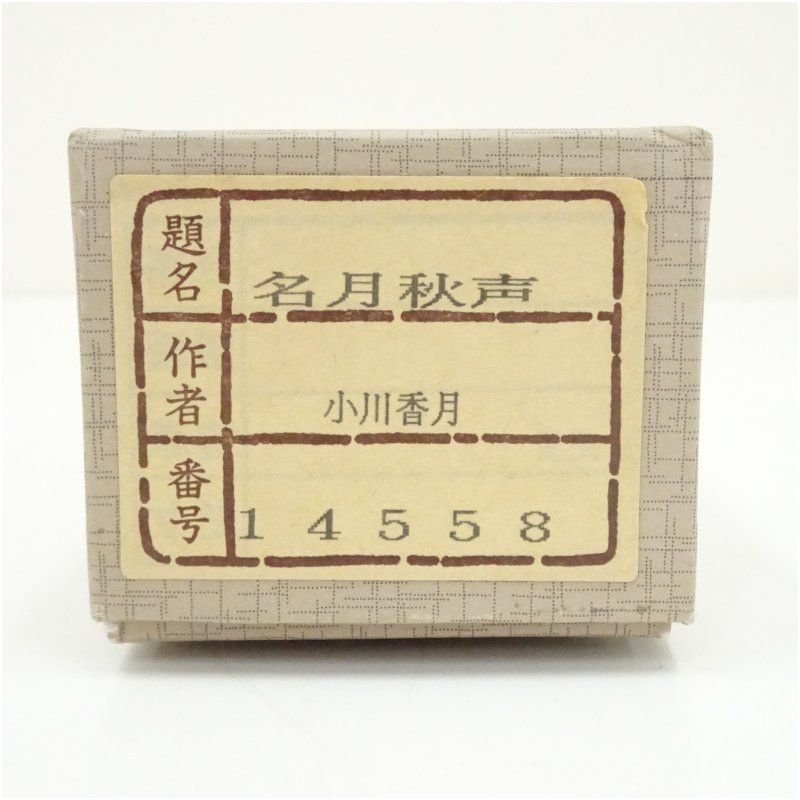 題名 名月秋声
作者 小川香月
番号 14558